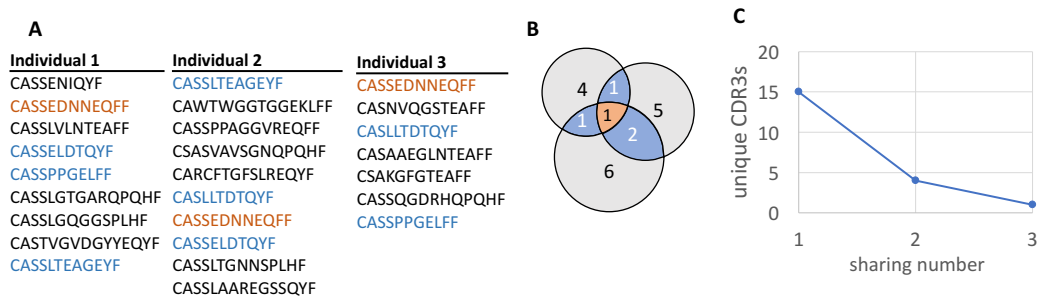 A
Individual 1
CASSENIQYF
CASSEDNNEQFF
CASSLVLNTEAFF
CASSELDTQYF
CASSPPGELFF
CASSLGTGARQPQHF
CASSLGQGGSPLHF
CASTVGVDGYYEQYF
CASSLTEAGEYF
Individual 2
CASSLTEAGEYF
CAWTWGGTGGEKLFF
CASSPPAGGVREQFF
CSASVAVSGNQPQHF
CARCFTGFSLREQYF
CASLLTDTQYF
CASSEDNNEQFF
CASSELDTQYF
CASSLTGNNSPLHF
CASSLAAREGSSQYF
Individual 3
CASSEDNNEQFF
CASNVQGSTEAFF
CASLLTDTQYF
CASAAEGLNTEAFF
CSAKGFGTEAFF
CASSQGDRHQPQHF
CASSPPGELFF
B
4
1
5
1
1
2
6
C
unique CDR3s
20
15
10
5
0
1
2
3
sharing number